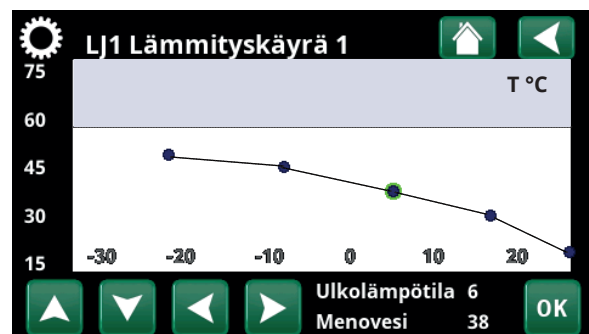 LJ1 Lämmityskäyrä 1
75
T °C
60
45
30
15
-30 -20 -10 0 10 20
Ulkolämpötila 6
Menovesi 38
OK